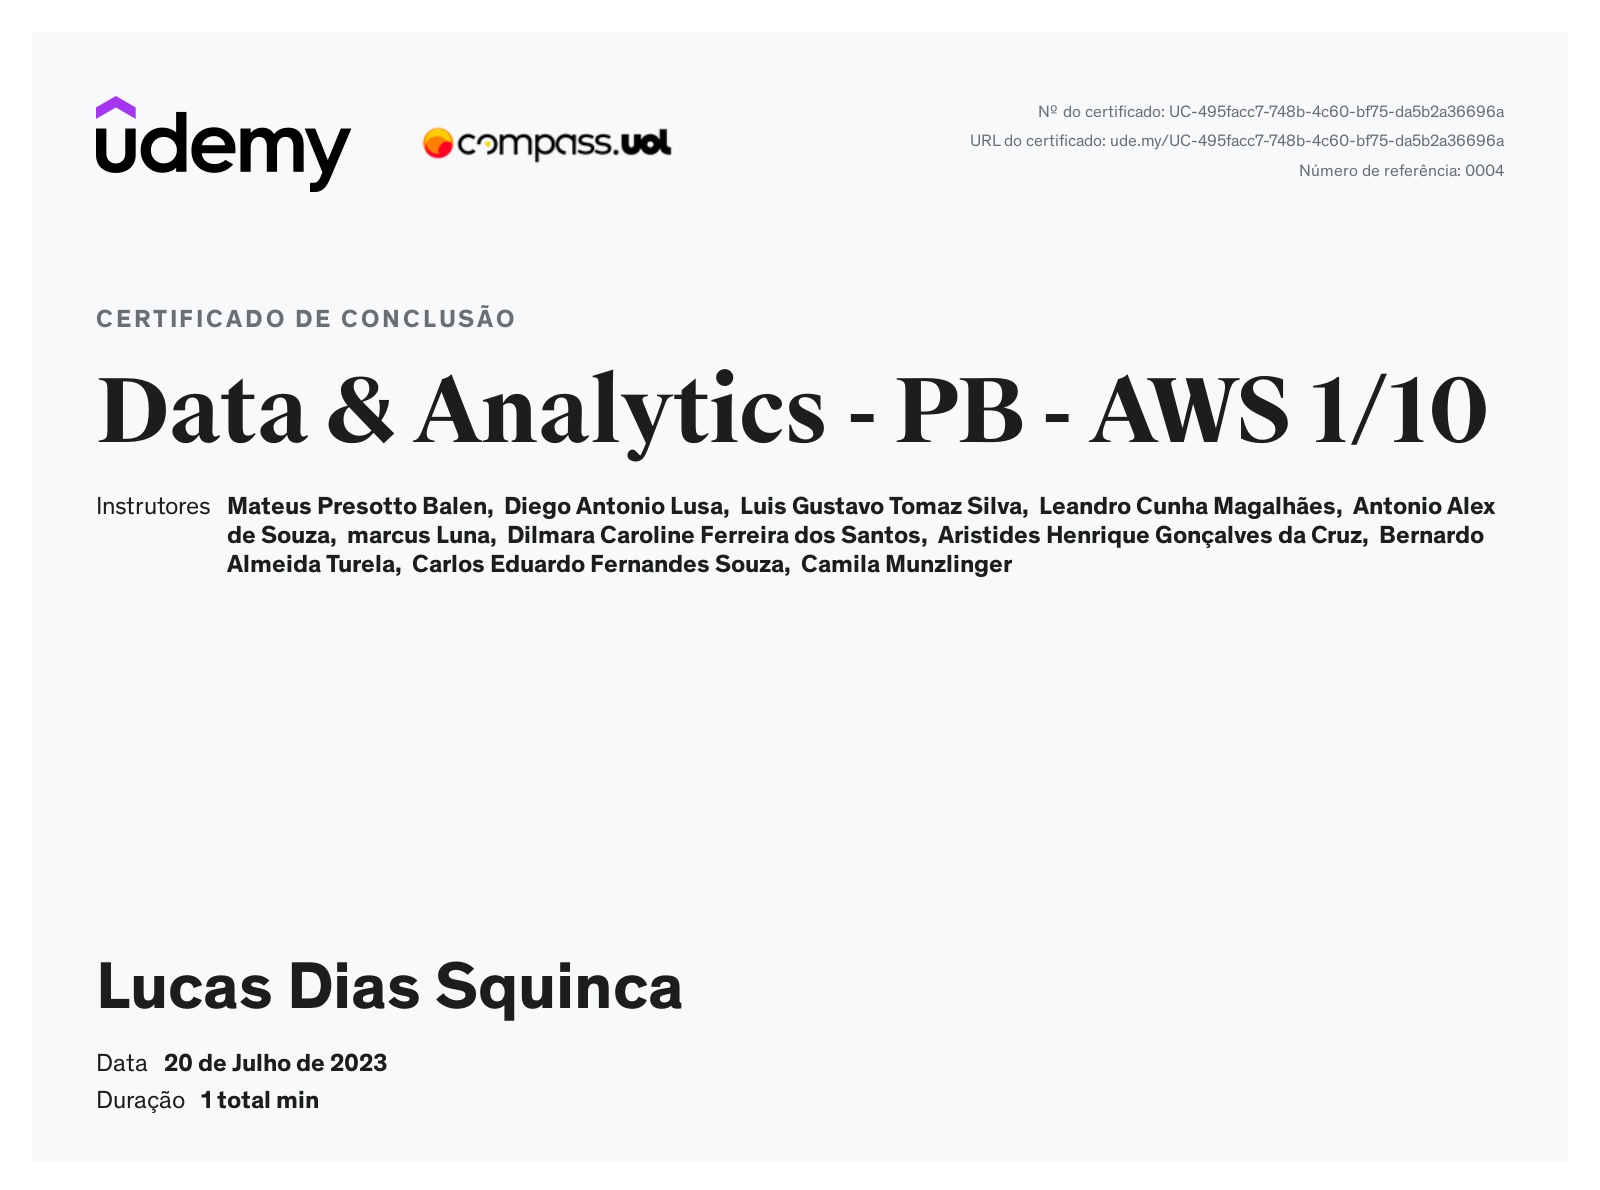 udemy
compass.uol
Nº do certificado: UC-495facc7-748b-4c60-bf75-da5b2a36696a
URL do certificado: ude.my/UC-495facc7-748b-4c60-bf75-da5b2a36696a
Número de referência: 0004
CERTIFICADO DE CONCLUSÃO
Data & Analytics - PB - AWS 1/10
Instrutores Mateus Presotto Balen, Diego Antonio Lusa, Luis Gustavo Tomaz Silva, Leandro Cunha Magalhães, Antonio Alex
de Souza, marcus Luna, Dilmara Caroline Ferreira dos Santos, Aristides Henrique Gonçalves da Cruz, Bernardo
Almeida Turela, Carlos Eduardo Fernandes Souza, Camila Munzlinger
Lucas Dias Squinca
Data 20 de Julho de 2023
Duração 1 total min